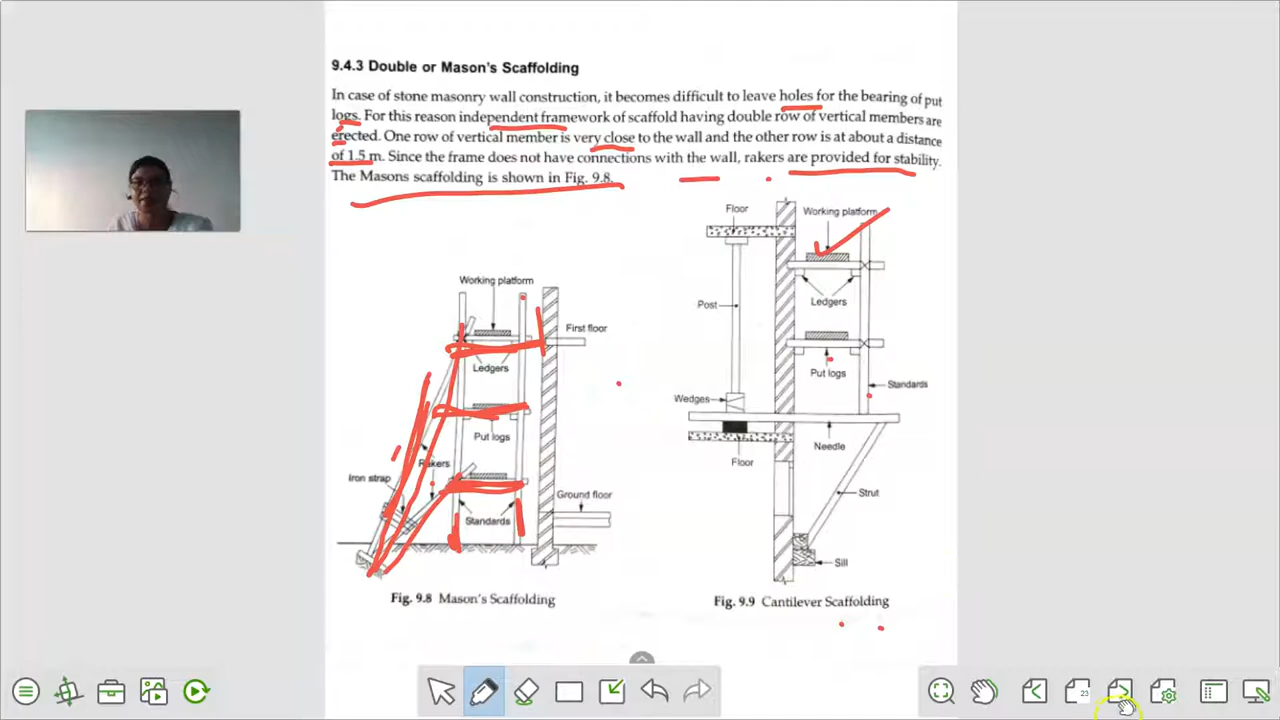 9.4.3 Double or Mason's Scaffolding
In case of stone masonry wall construction, it becomes difficult to leave holes for the bearing of put
logs. For this reason independent framework of scaffold having double row of vertical members are
erected. One row of vertical member is very close to the wall and the other row is at about a distance
of 1.5 m. Since the frame does not have connections with the wall, rakers are provided for stability.
The Masons scaffolding is shown in Fig. 9.8.
Working platform
First floor
Ledgers
Put logs
Rakers
Iron strap
Ground floor
Standards
Fig. 9.8 Mason's Scaffolding
Floor
Working platform
Post
Ledgers
Put logs
Standards
Wedges
Needle
Floor
Strut
Sill
Fig. 9.9 Cantilever Scaffolding
23